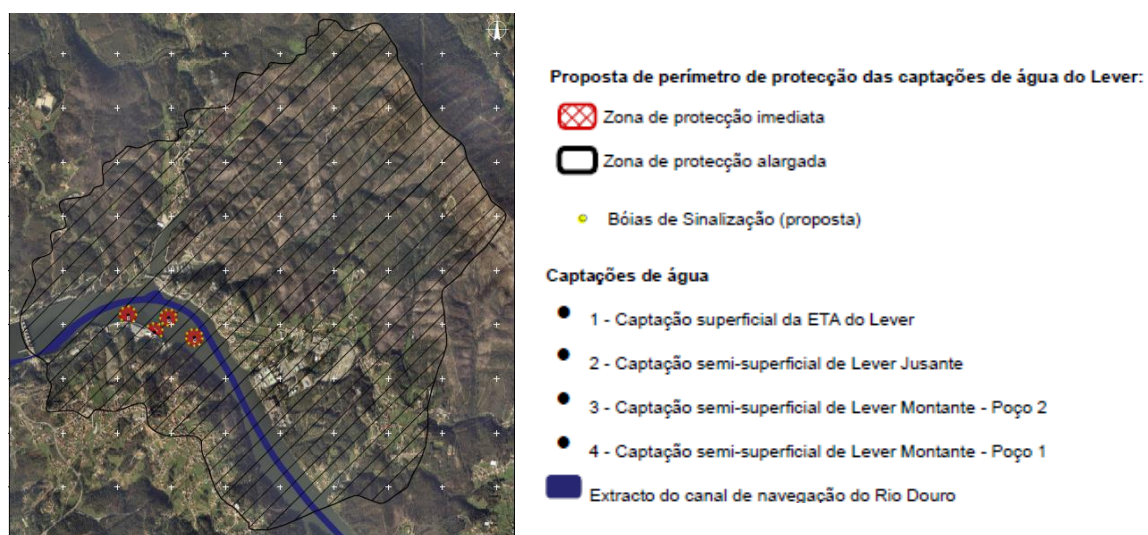 Proposta de perímetro de protecção das captações de água do Lever:
Zona de protecção imediata
Zona de protecção alargada
Bóias de Sinalização (proposta)
Captações de água
1 - Captação superficial da ETA do Lever
2 - Captação semi-superficial de Lever Jusante
3 - Captação semi-superficial de Lever Montante - Poço 2
4 - Captação semi-superficial de Lever Montante - Poço 1
Extracto do canal de navegação do Rio Douro